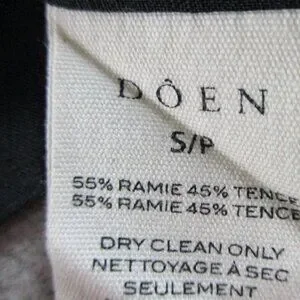 DÔEN
S/P
55% RAMIE 45% TENCE
55% RAMIE 45% TENCE
DRY CLEAN ONLY
NETTOYAGE À SEC
SEULEMENT